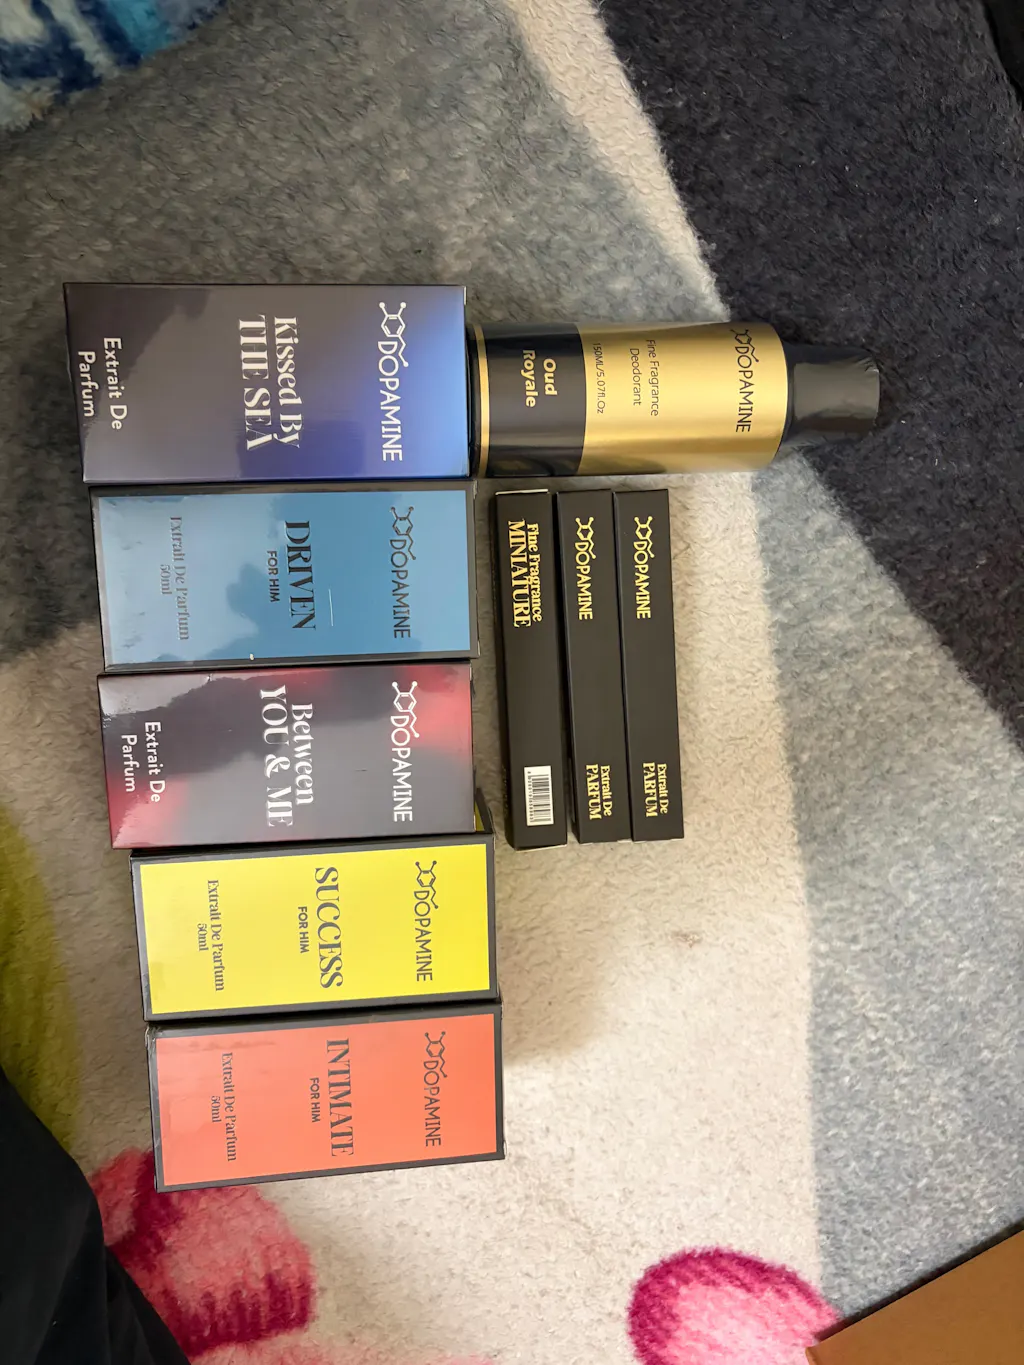 DOPAMINE
Kissed By
THE SEA
Extrait De
Parfum
DOPAMINE
DRIVEN
FOR HIM
Extrait De Parfum
50ml
DOPAMINE
Between
YOU & ME
Extrait De
Parfum
DOPAMINE
SUCCESS
FOR HIM
Extrait De Parfum
50ml
DOPAMINE
INTIMATE
FOR HIM
Extrait De Parfum
50ml
DOPAMINE
Fine Fragrance
Deodorant
150ML/5.07fl.Oz
Oud
Royale
Fine Fragrance
MINIATURE
DOPAMINE
Extrait De
PARFUM
DOPAMINE
Extrait De
PARFUM